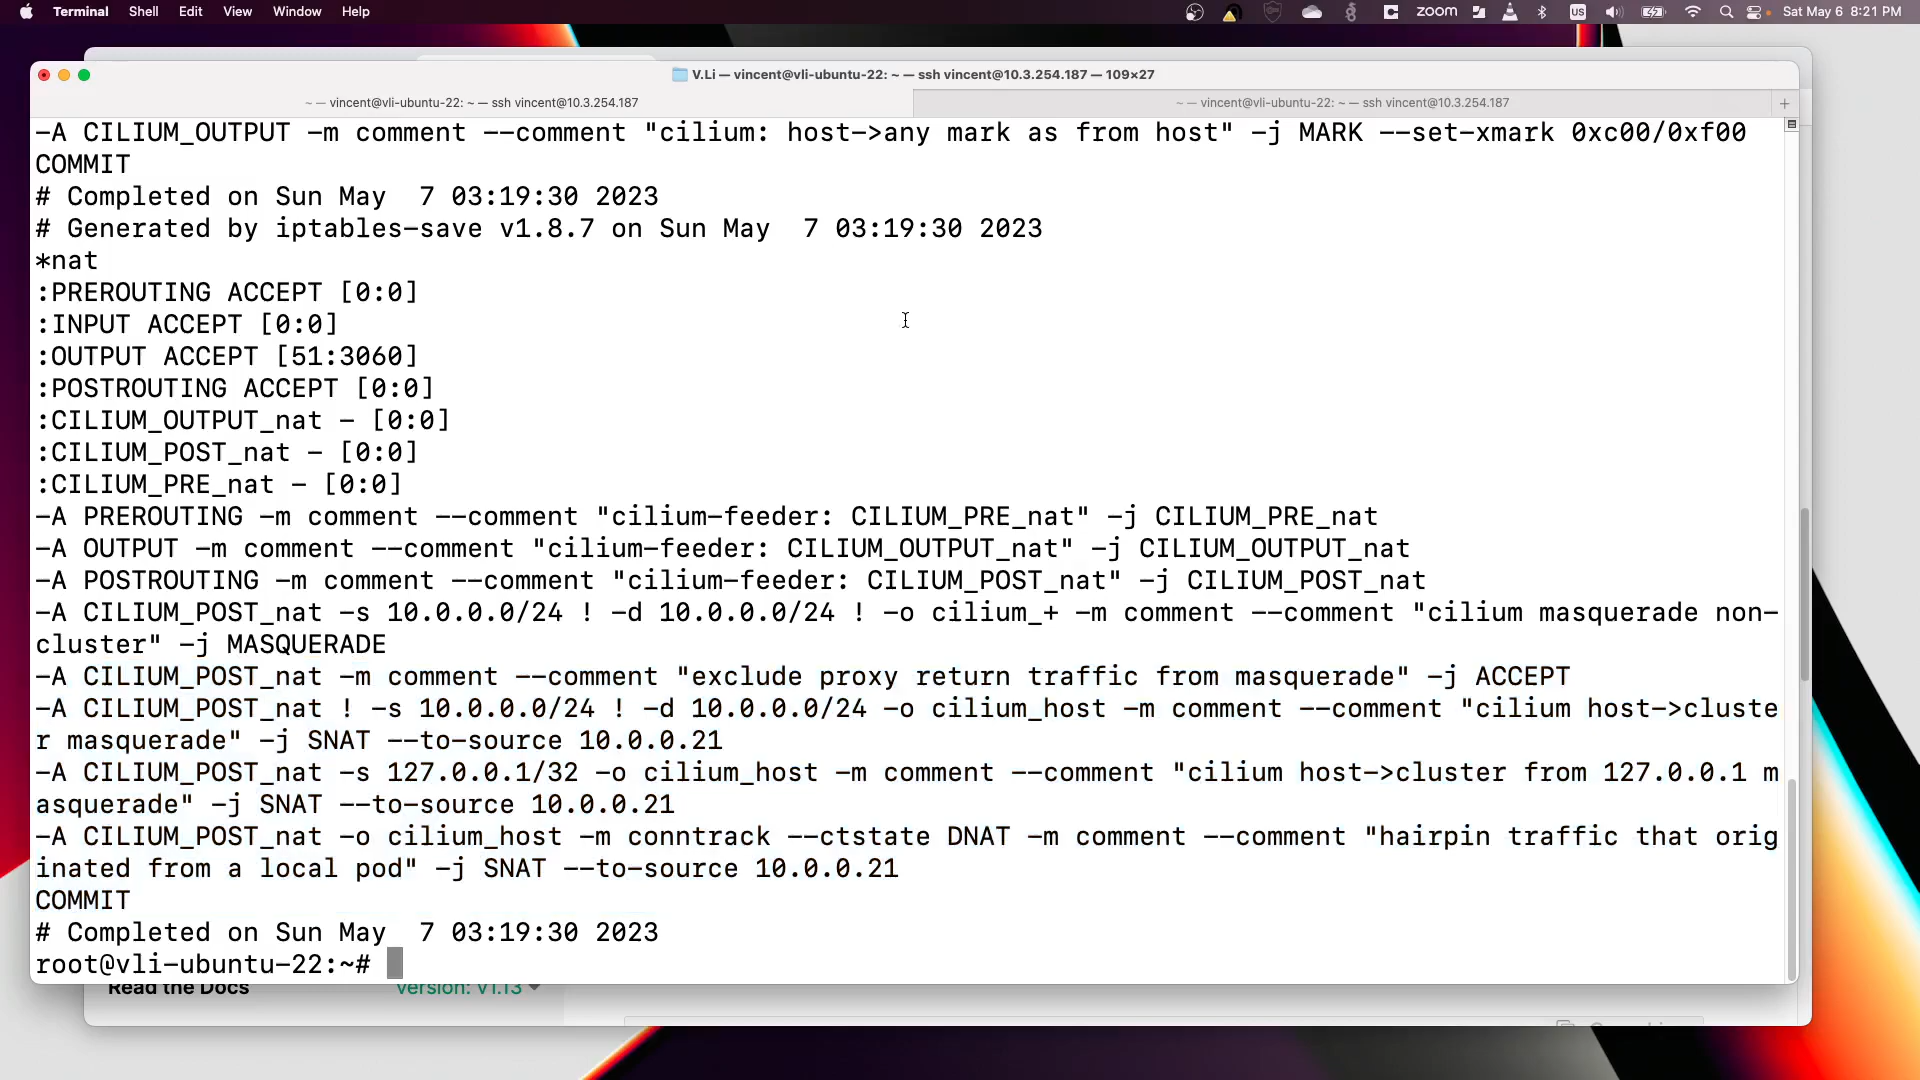 Terminal Shell Edit View Window Help zoom US Sat May 6 8:21 PM
V.Li — vincent@vli-ubuntu-22: ~ — ssh vincent@10.3.254.187 — 109×27
~ — vincent@vli-ubuntu-22: ~ — ssh vincent@10.3.254.187 ~ — vincent@vli-ubuntu-22: ~ — ssh vincent@10.3.254.187 +
-A CILIUM_OUTPUT -m comment --comment "cilium: host->any mark as from host" -j MARK --set-xmark 0xc00/0xf00
COMMIT
# Completed on Sun May  7 03:19:30 2023
# Generated by iptables-save v1.8.7 on Sun May  7 03:19:30 2023
*nat
:PREROUTING ACCEPT [0:0]
:INPUT ACCEPT [0:0]
:OUTPUT ACCEPT [51:3060]
:POSTROUTING ACCEPT [0:0]
:CILIUM_OUTPUT_nat - [0:0]
:CILIUM_POST_nat - [0:0]
:CILIUM_PRE_nat - [0:0]
-A PREROUTING -m comment --comment "cilium-feeder: CILIUM_PRE_nat" -j CILIUM_PRE_nat
-A OUTPUT -m comment --comment "cilium-feeder: CILIUM_OUTPUT_nat" -j CILIUM_OUTPUT_nat
-A POSTROUTING -m comment --comment "cilium-feeder: CILIUM_POST_nat" -j CILIUM_POST_nat
-A CILIUM_POST_nat -s 10.0.0.0/24 ! -d 10.0.0.0/24 ! -o cilium_+ -m comment --comment "cilium masquerade non-
cluster" -j MASQUERADE
-A CILIUM_POST_nat -m comment --comment "exclude proxy return traffic from masquerade" -j ACCEPT
-A CILIUM_POST_nat ! -s 10.0.0.0/24 ! -d 10.0.0.0/24 -o cilium_host -m comment --comment "cilium host->cluste
r masquerade" -j SNAT --to-source 10.0.0.21
-A CILIUM_POST_nat -s 127.0.0.1/32 -o cilium_host -m comment --comment "cilium host->cluster from 127.0.0.1 m
asquerade" -j SNAT --to-source 10.0.0.21
-A CILIUM_POST_nat -o cilium_host -m conntrack --ctstate DNAT -m comment --comment "hairpin traffic that orig
inated from a local pod" -j SNAT --to-source 10.0.0.21
COMMIT
# Completed on Sun May  7 03:19:30 2023
root@vli-ubuntu-22:~#
Read the Docs Version: v1.13